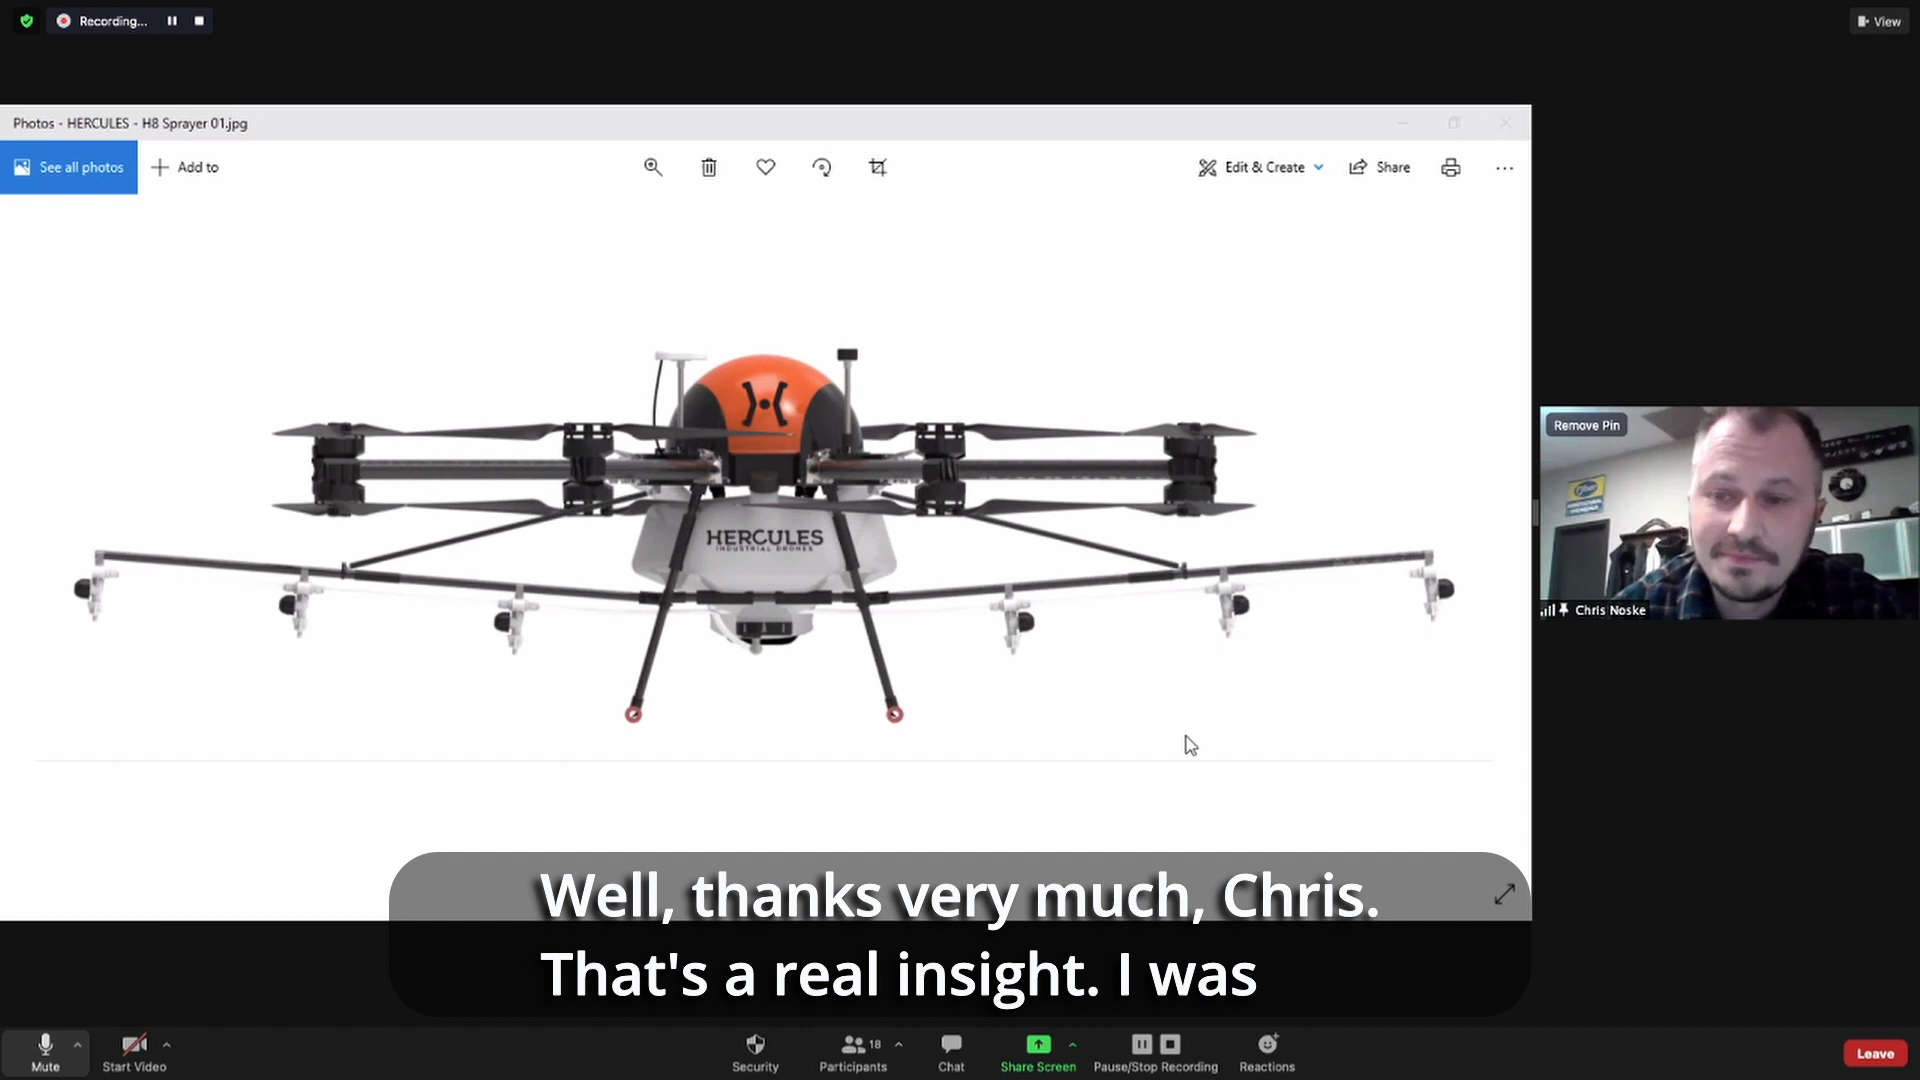 Recording...
View
Photos - HERCULES - H8 Sprayer 01.jpg
See all photos
Add to
Edit & Create
Share
HERCULES
INDUSTRIAL DRONES
Remove Pin
Chris Noske
Well, thanks very much, Chris.
That's a real insight. I was
Mute
Start Video
Security
18
Participants
Chat
Share Screen
Pause/Stop Recording
Reactions
Leave